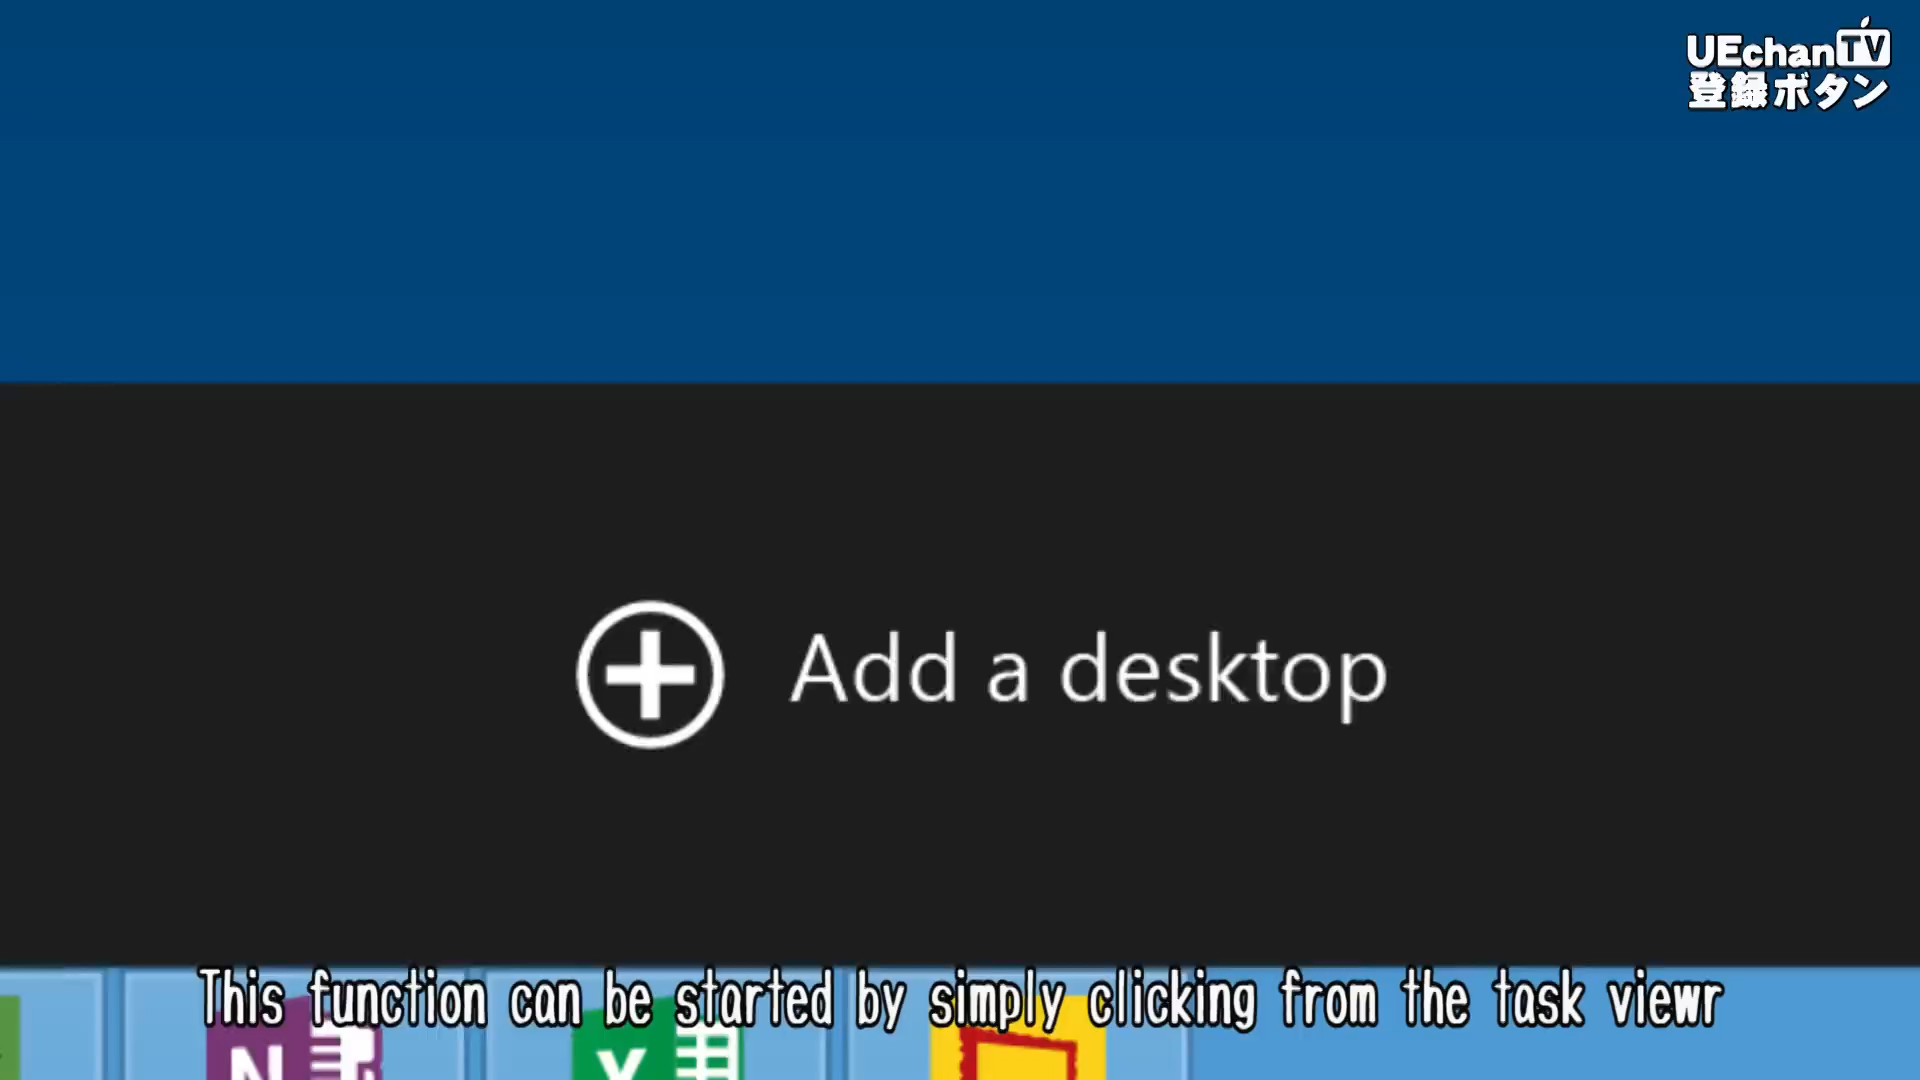 UEchanTV
登録ボタン
Add a desktop
This function can be started by simply clicking from the task viewr
N
X